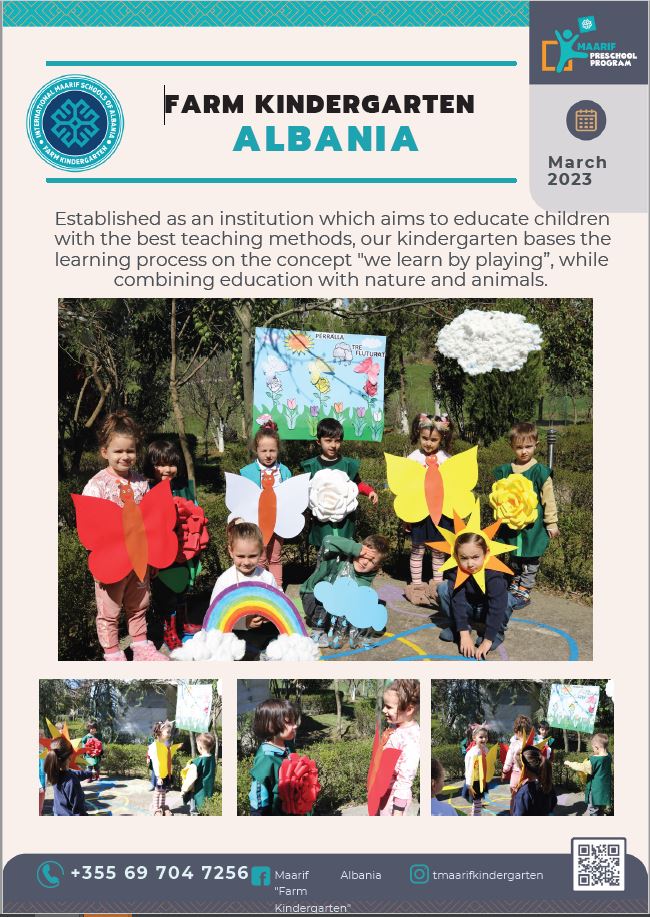 MAARIF
PRESCHOOL
PROGRAM
INTERNATIONAL MAARIF SCHOOLS OF ALBANIA
• FARM KINDERGARTEN •
FARM KINDERGARTEN
ALBANIA
March
2023
Established as an institution which aims to educate children
with the best teaching methods, our kindergarten bases the
learning process on the concept "we learn by playing”, while
combining education with nature and animals.
PERRALLA
TRE
FLUTURAT
+355 69 704 7256
Maarif Albania
"Farm
Kindergarten"
tmaarifkindergarten